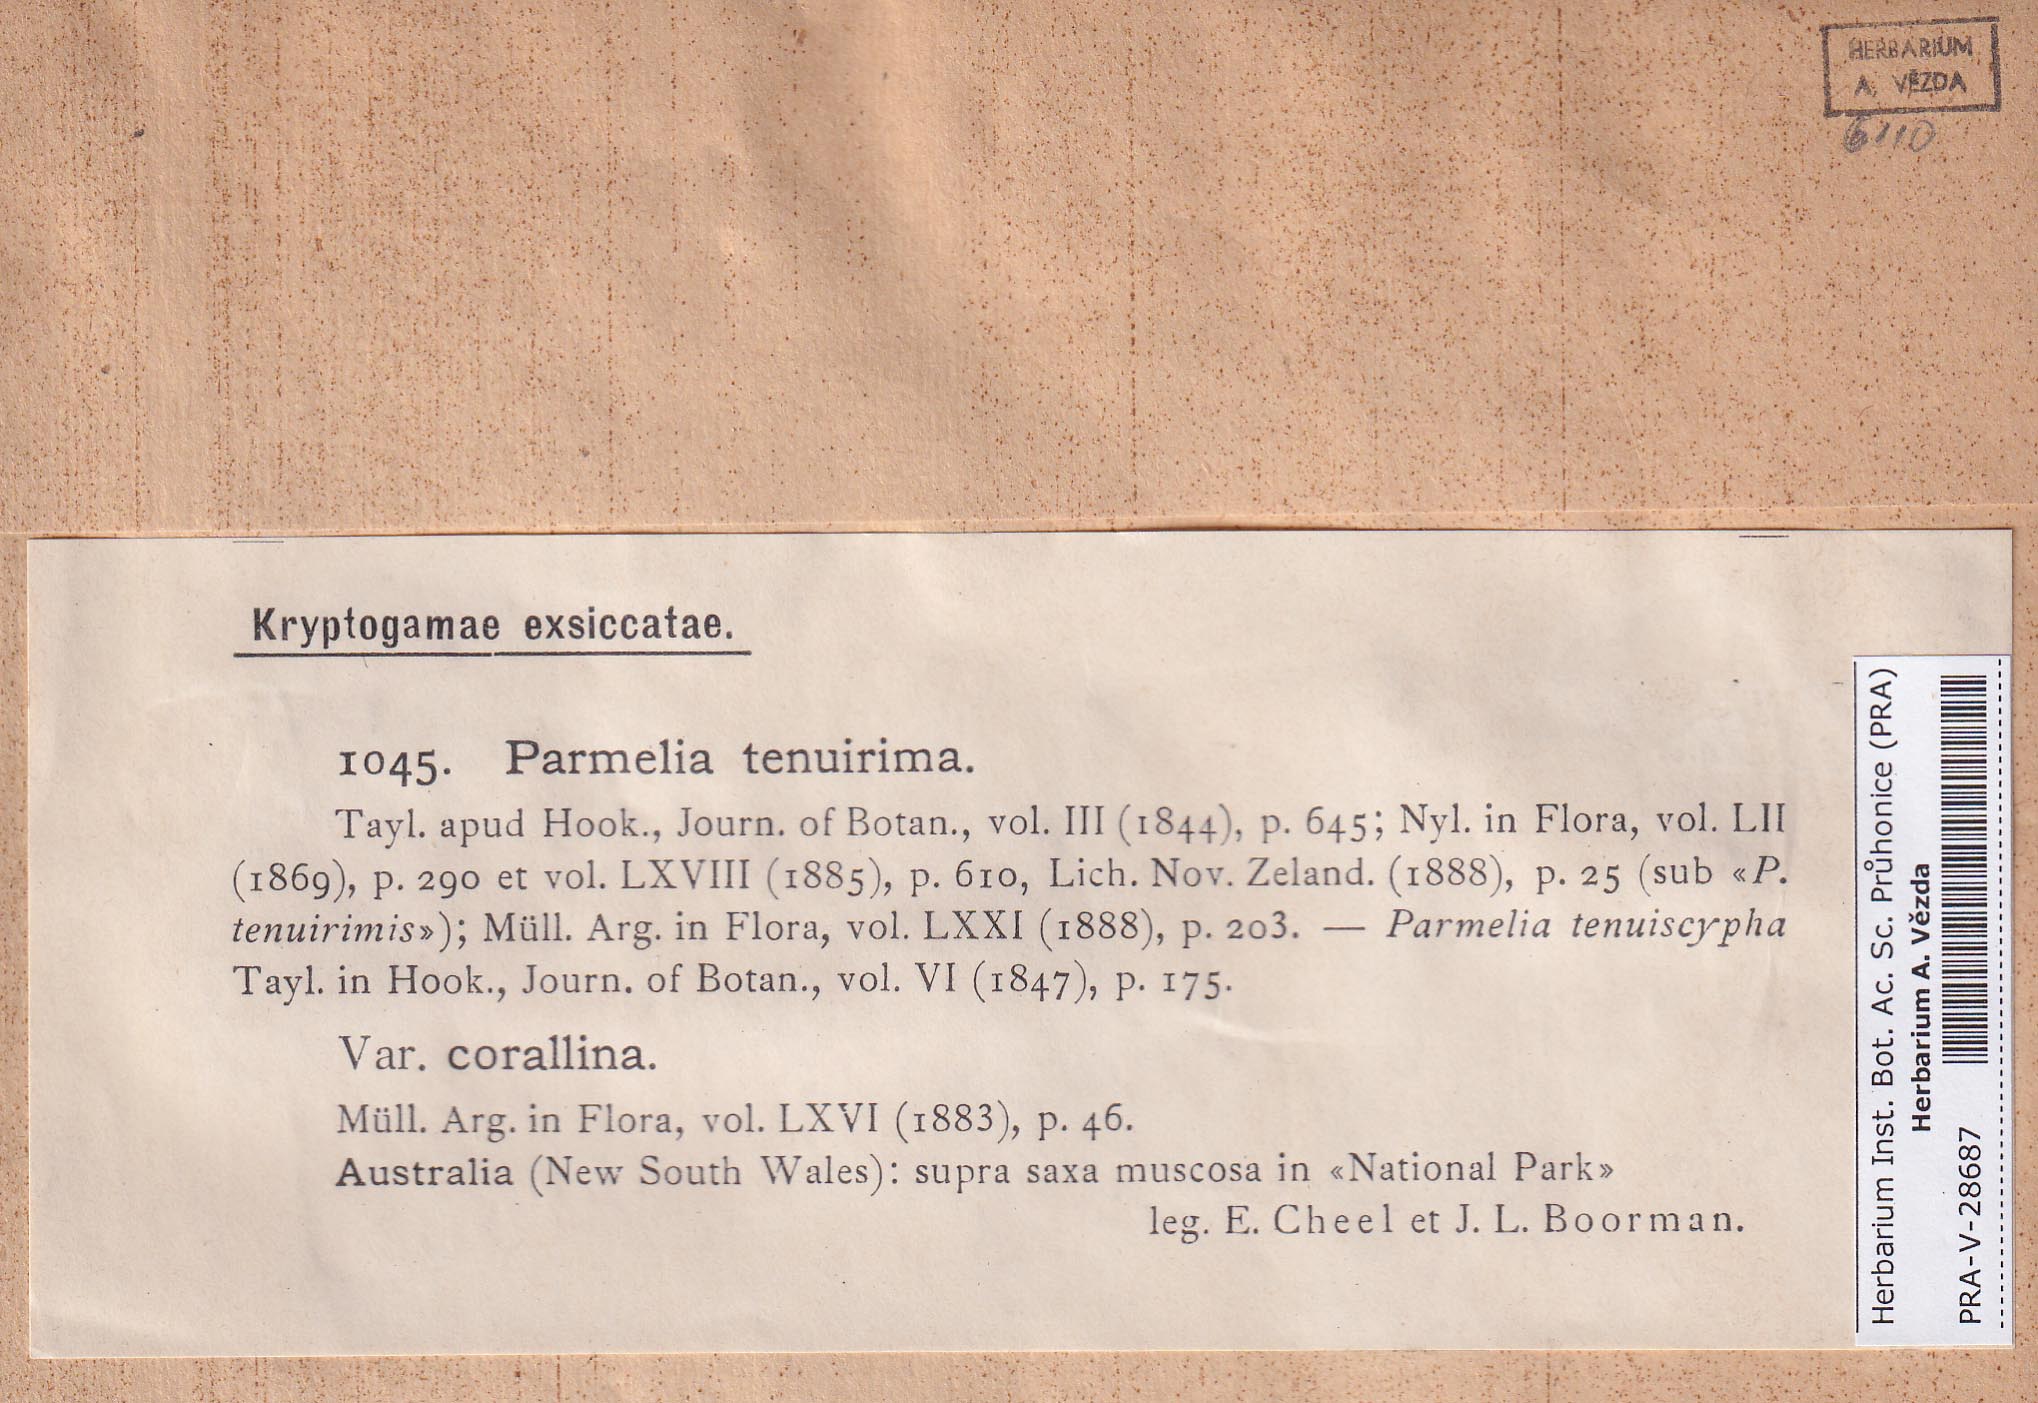 HERBARIUM
A. VĚZDA
6110
Kryptogamae exsiccatae.
1045. Parmelia tenuirima.
Tayl. apud Hook., Journ. of Botan., vol. III (1844), p. 645; Nyl. in Flora, vol. LII
(1869), p. 290 et vol. LXVIII (1885), p. 610, Lich. Nov. Zeland. (1888), p. 25 (sub «P.
tenuirimis»); Müll. Arg. in Flora, vol. LXXI (1888), p. 203. — Parmelia tenuiscypha
Tayl. in Hook., Journ. of Botan., vol. VI (1847), p. 175.
Var. corallina.
Müll. Arg. in Flora, vol. LXVI (1883), p. 46.
Australia (New South Wales): supra saxa muscosa in «National Park»
leg. E. Cheel et J. L. Boorman.
Herbarium Inst. Bot. Ac. Sc. Průhonice (PRA)
Herbarium A. Vězda
PRA-V-28687